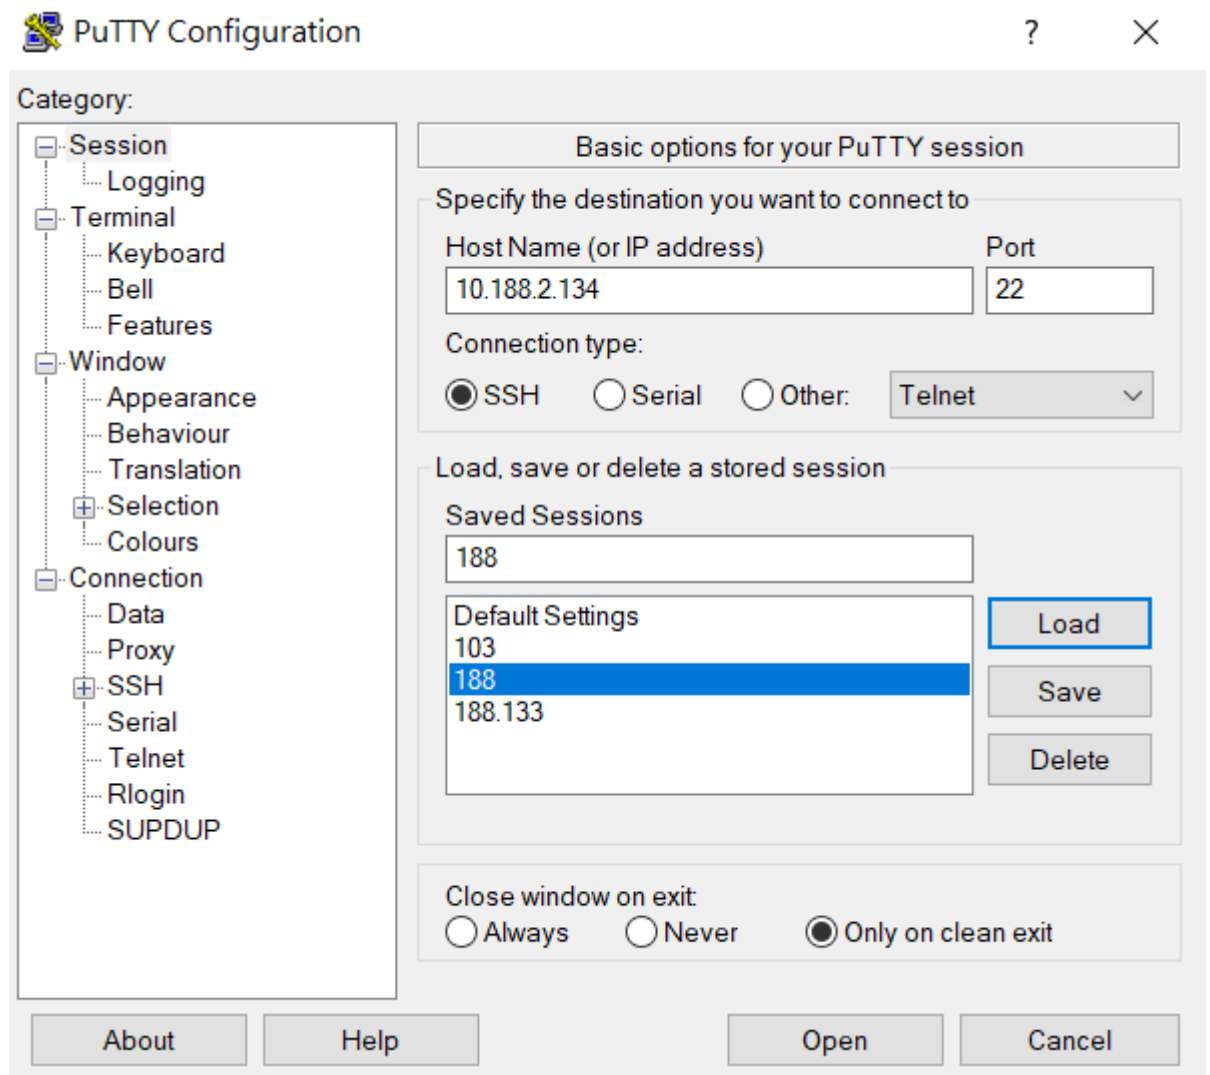 PuTTY Configuration
?
Category:
Session
Logging
Terminal
Keyboard
Bell
Features
Window
Appearance
Behaviour
Translation
Selection
Colours
Connection
Data
Proxy
SSH
Serial
Telnet
Rlogin
SUPDUP
Basic options for your PuTTY session
Specify the destination you want to connect to
Host Name (or IP address) Port
10.188.2.134 22
Connection type:
SSH Serial Other: Telnet
Load, save or delete a stored session
Saved Sessions
188
Default Settings
103
188
188.133
Load
Save
Delete
Close window on exit:
Always Never Only on clean exit
About Help Open Cancel